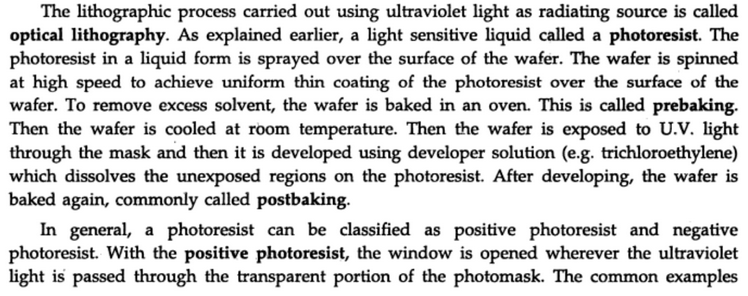 The lithographic process carried out using ultraviolet light as radiating source is called
optical lithography. As explained earlier, a light sensitive liquid called a photoresist. The
photoresist in a liquid form is sprayed over the surface of the wafer. The wafer is spinned
at high speed to achieve uniform thin coating of the photoresist over the surface of the
wafer. To remove excess solvent, the wafer is baked in an oven. This is called prebaking.
Then the wafer is cooled at room temperature. Then the wafer is exposed to U.V. light
through the mask and then it is developed using developer solution (e.g. trichloroethylene)
which dissolves the unexposed regions on the photoresist. After developing, the wafer is
baked again, commonly called postbaking.
In general, a photoresist can be classified as positive photoresist and negative
photoresist. With the positive photoresist, the window is opened wherever the ultraviolet
light is passed through the transparent portion of the photomask. The common examples